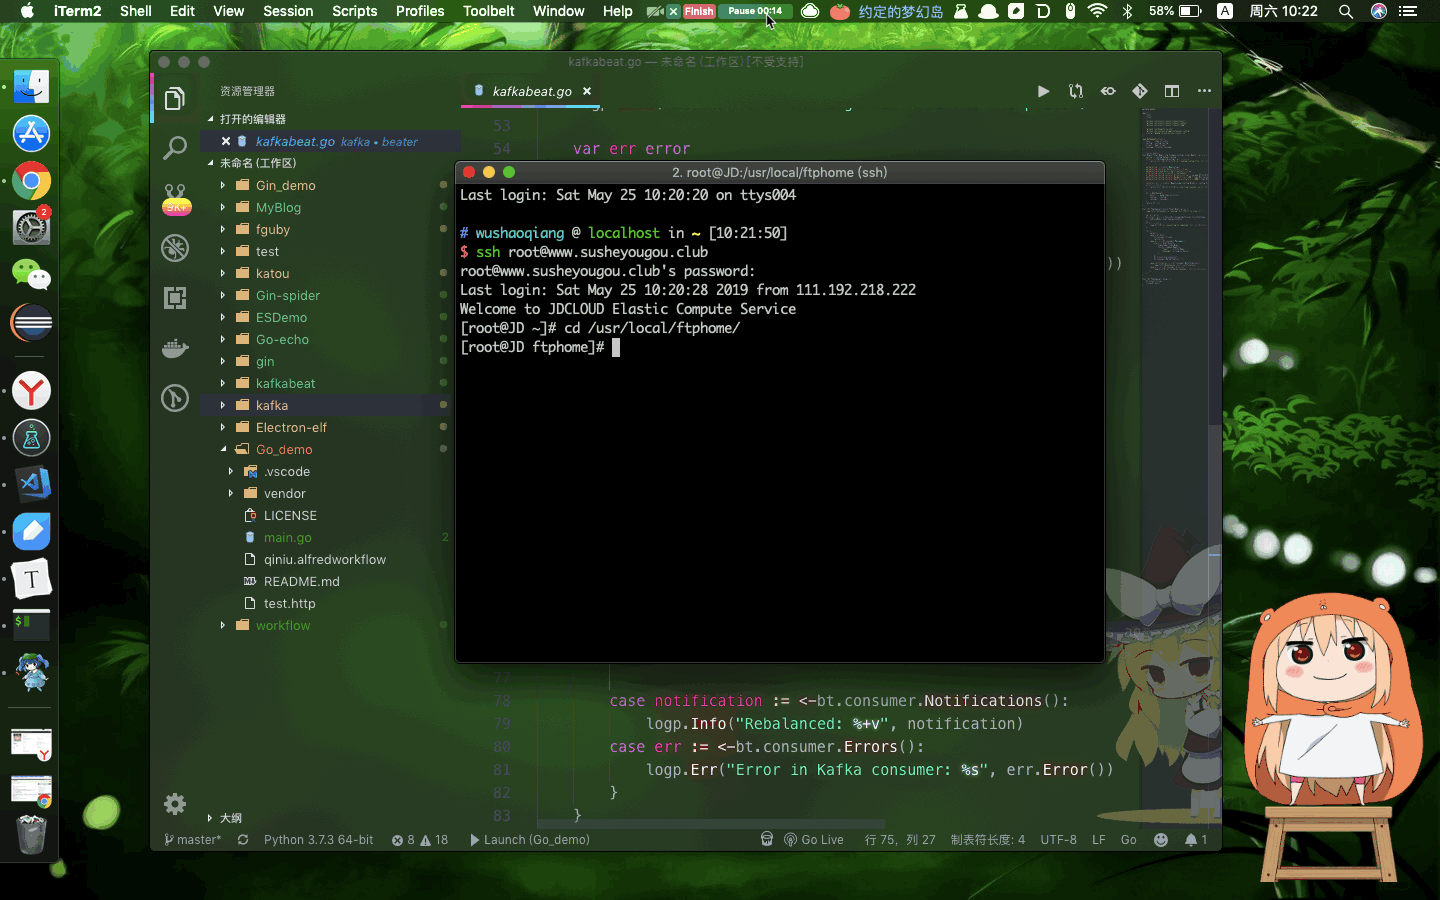 iTerm2 Shell Edit View Session Scripts Profiles Toolbelt Window Help Finish Pause 00:14 约定的梦幻岛 58% A 周六 10:22
kafkabeat.go — 未命名 (工作区) [不受支持]
资源管理器
kafkabeat.go
打开的编辑器
kafkabeat.go kafka • beater
未命名 (工作区)
Gin_demo
MyBlog
fguby
test
katou
Gin-spider
ESDemo
Go-echo
gin
kafkabeat
kafka
Electron-elf
Go_demo
.vscode
vendor
LICENSE
main.go 2
qiniu.alfredworkflow
README.md
test.http
workflow
大纲
9K+
2
53
54 var err error
2. root@JD:/usr/local/ftphome (ssh)
Last login: Sat May 25 10:20:20 on ttys004
# wushaoqiang @ localhost in ~ [10:21:50]
$ ssh root@www.susheyougou.club
root@www.susheyougou.club's password:
Last login: Sat May 25 10:20:28 2019 from 111.192.218.222
Welcome to JDCLOUD Elastic Compute Service
[root@JD ~]# cd /usr/local/ftphome/
[root@JD ftphome]#
))
77
78 case notification := <-bt.consumer.Notifications():
79 logp.Info("Rebalanced: %+v", notification)
80 case err := <-bt.consumer.Errors():
81 logp.Err("Error in Kafka consumer: %s", err.Error())
82 }
83 }
master* Python 3.7.3 64-bit 8 18 Launch (Go_demo) Go Live 行 75，列 27 制表符长度: 4 UTF-8 LF Go 1